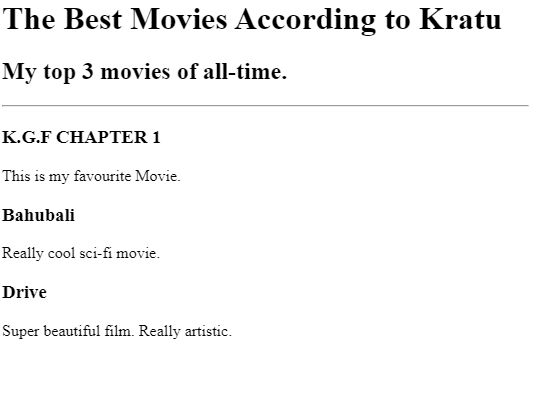 The Best Movies According to Kratu
My top 3 movies of all-time.
K.G.F CHAPTER 1
This is my favourite Movie.
Bahubali
Really cool sci-fi movie.
Drive
Super beautiful film. Really artistic.